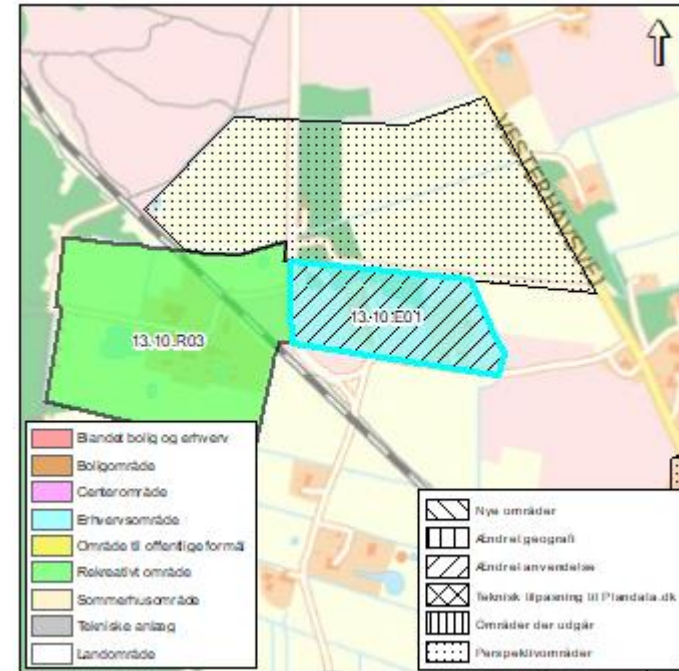 VESTERHAVSVEJ
13.10.E01
13.10.R03
Blandet bolig og erhverv
Boligområde
Centerområde
Erhvervsområde
Område til offentlige formål
Rekreativt område
Sommerhusområde
Tekniske anlæg
Landområde
Nye områder
Ændret geografi
Ændret anvendelse
Teknisk tilpasning til Plandata.dk
Områder der udgår
Perspektivområder